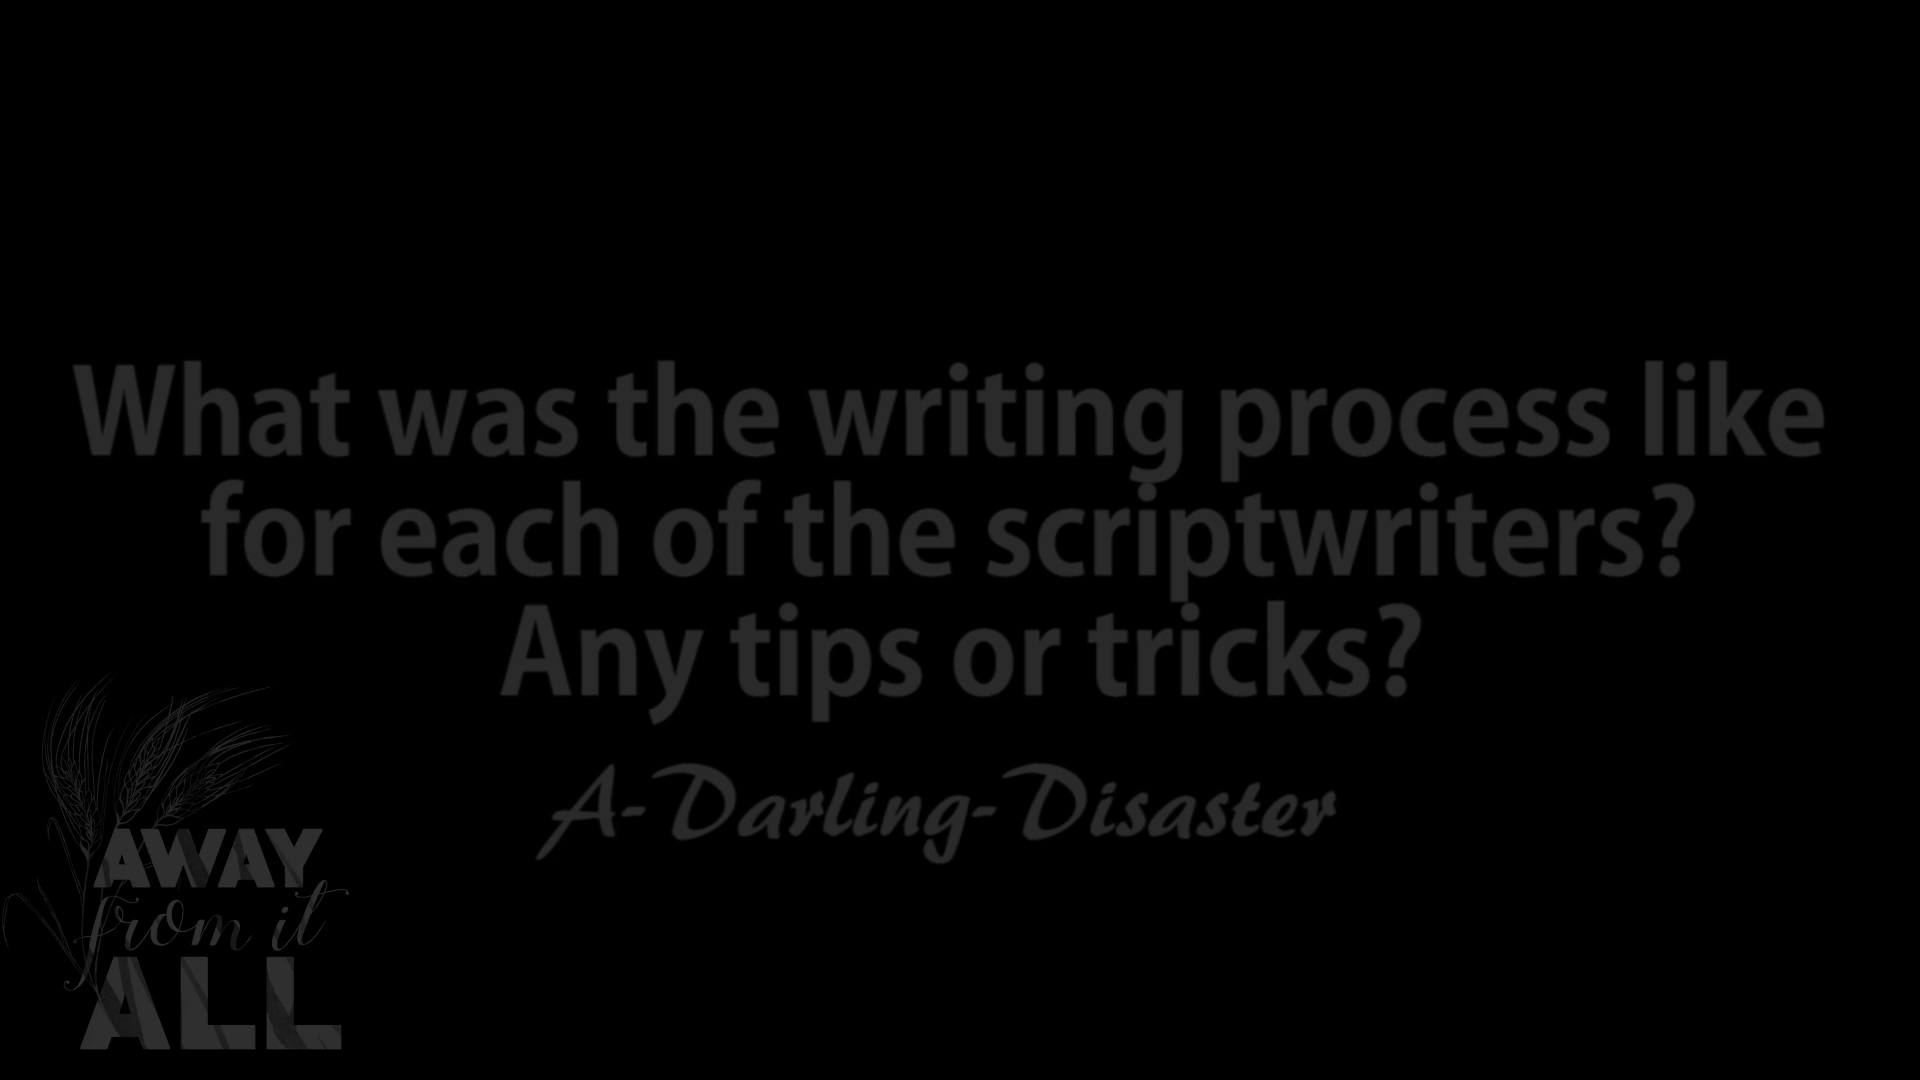 What was the writing process like
for each of the scriptwriters?
Any tips or tricks?
A-Darling-Disaster
AWAY
from it
ALL